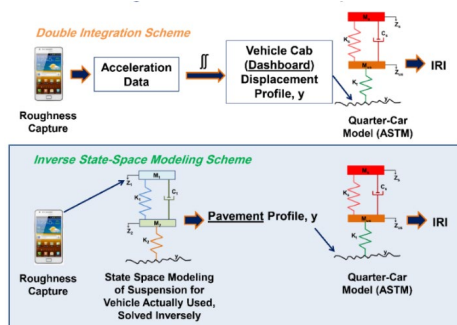 Double Integration Scheme
Acceleration
Data
∬
Vehicle Cab
(Dashboard)
Displacement
Profile, y
IRI
Roughness
Capture
Quarter-Car
Model (ASTM)
Inverse State-Space Modeling Scheme
Pavement Profile, y
IRI
Roughness
Capture
State Space Modeling
of Suspension for
Vehicle Actually Used,
Solved Inversely
Quarter-Car
Model (ASTM)